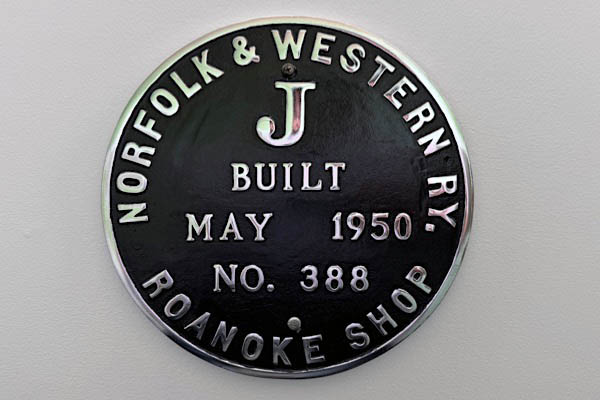 NORFOLK & WESTERN RY.
J
BUILT
MAY 1950
NO. 388
ROANOKE SHOP